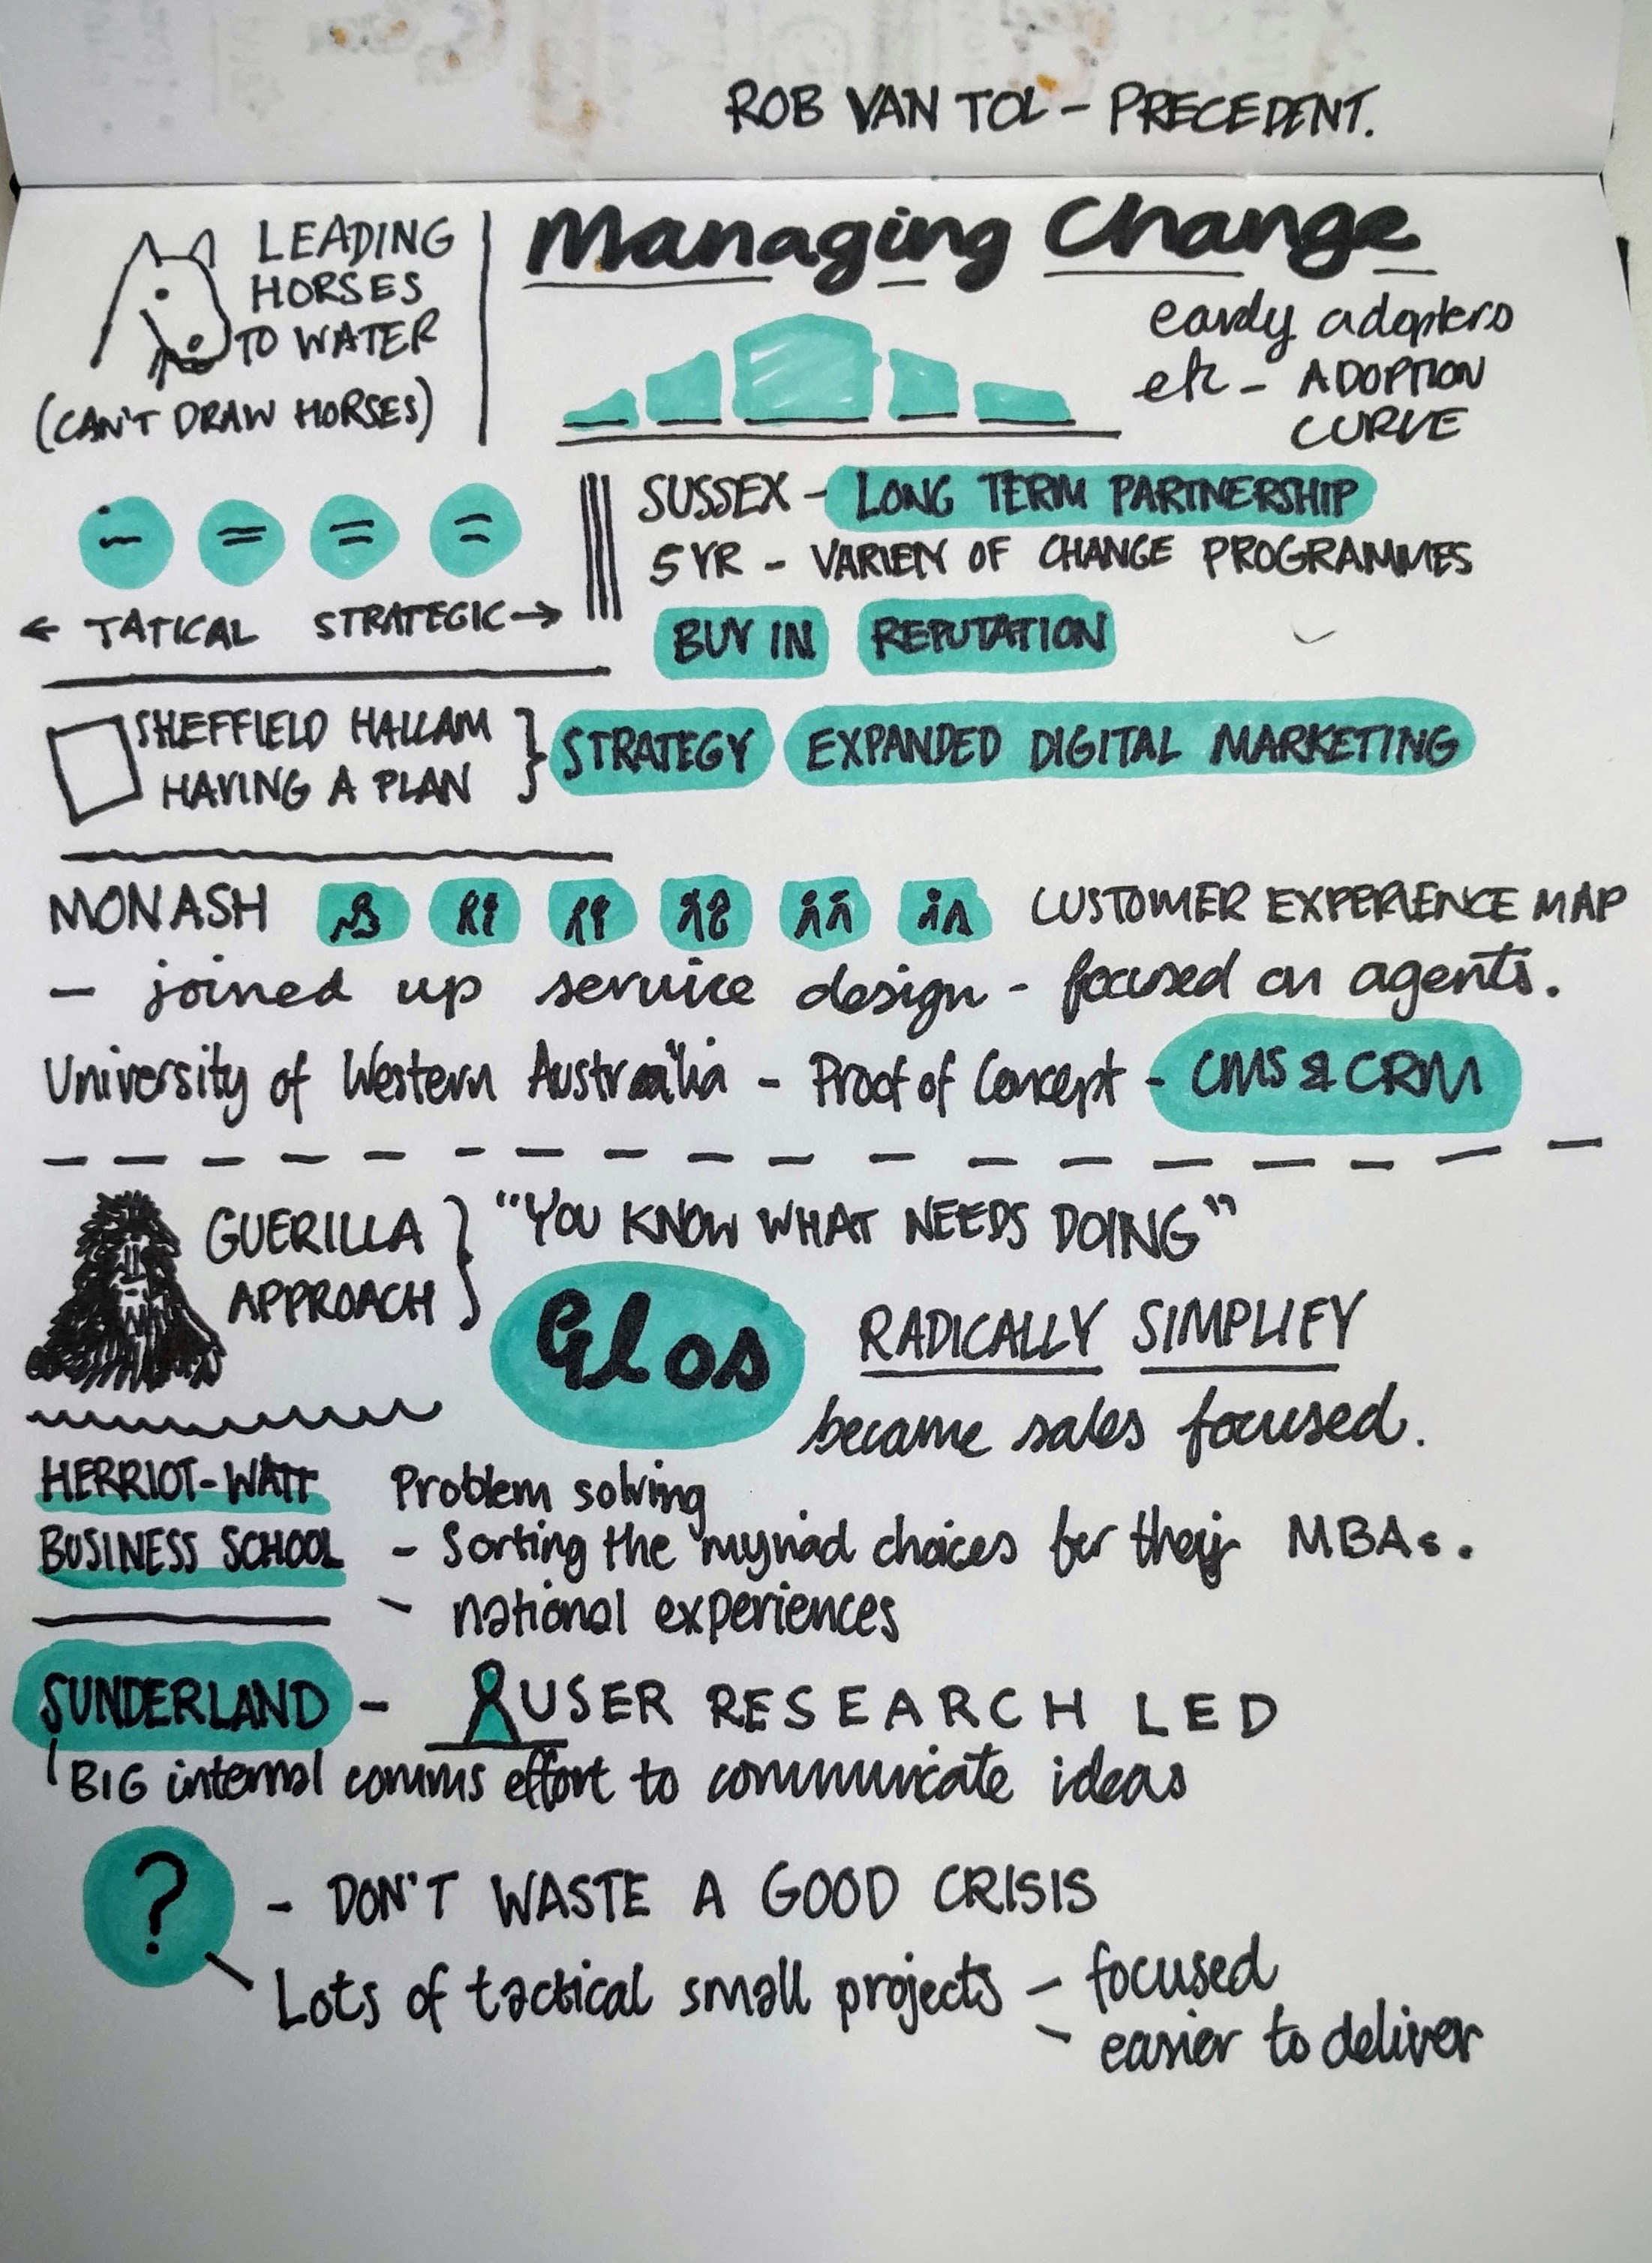 ROB VAN TOL - PRECEDENT.
LEADING
HORSES
TO WATER
(CAN'T DRAW HORSES)
Managing Change
early adopters
etc - ADOPTION
CURVE
← TATICAL STRATEGIC →
SUSSEX - LONG TERM PARTNERSHIP
5 YR - VARIETY OF CHANGE PROGRAMMES
BUY IN REPUTATION
SHEFFIELD HALLAM
HAVING A PLAN
STRATEGY EXPANDED DIGITAL MARKETING
MONASH CUSTOMER EXPERIENCE MAP
- joined up service design - focused on agents.
University of Western Australia - Proof of Concept - CMS & CRM
GUERILLA
APPROACH
"YOU KNOW WHAT NEEDS DOING"
Glos
RADICALLY SIMPLIFY
became sales focused.
HERRIOT-WATT
BUSINESS SCHOOL
Problem solving
- Sorting the myriad choices for their MBAs.
- national experiences
SUNDERLAND - USER RESEARCH LED
BIG internal comms effort to communicate ideas
?
- DON'T WASTE A GOOD CRISIS
Lots of tactical small projects - focused
- easier to deliver